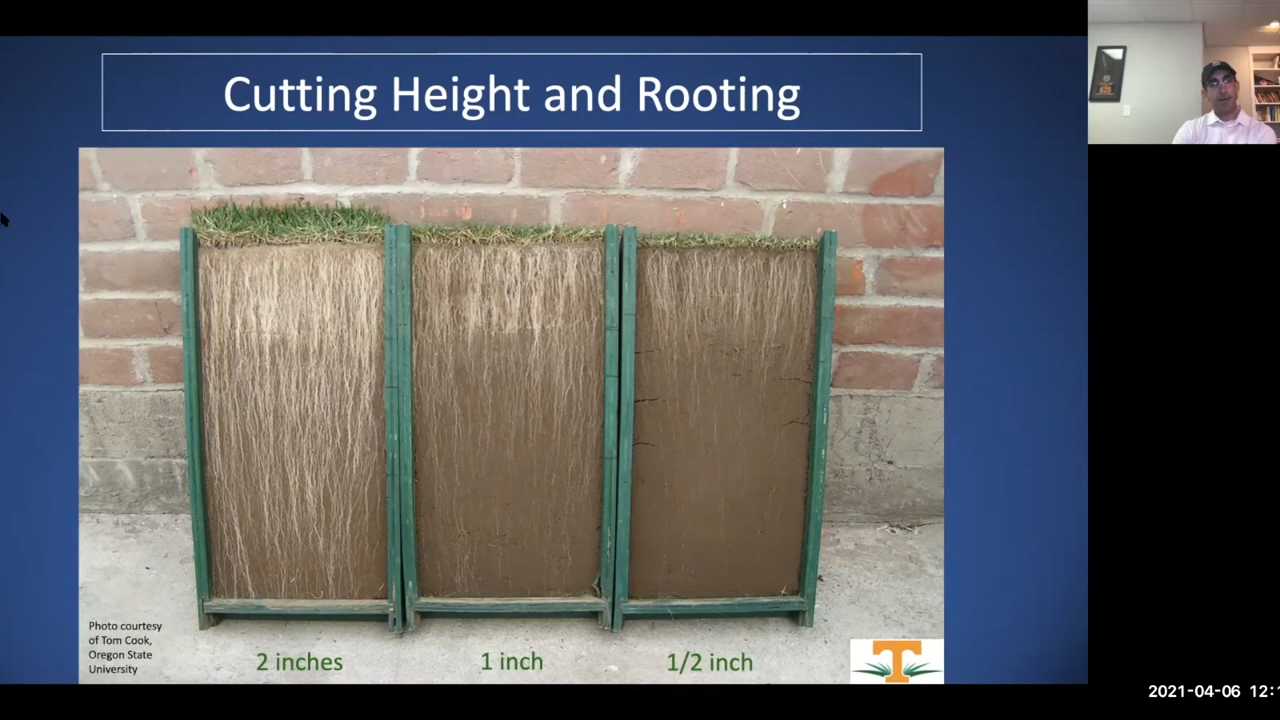 Cutting Height and Rooting
Photo courtesy
of Tom Cook,
Oregon State
University
2 inches
1 inch
1/2 inch
T
2021-04-06 12: